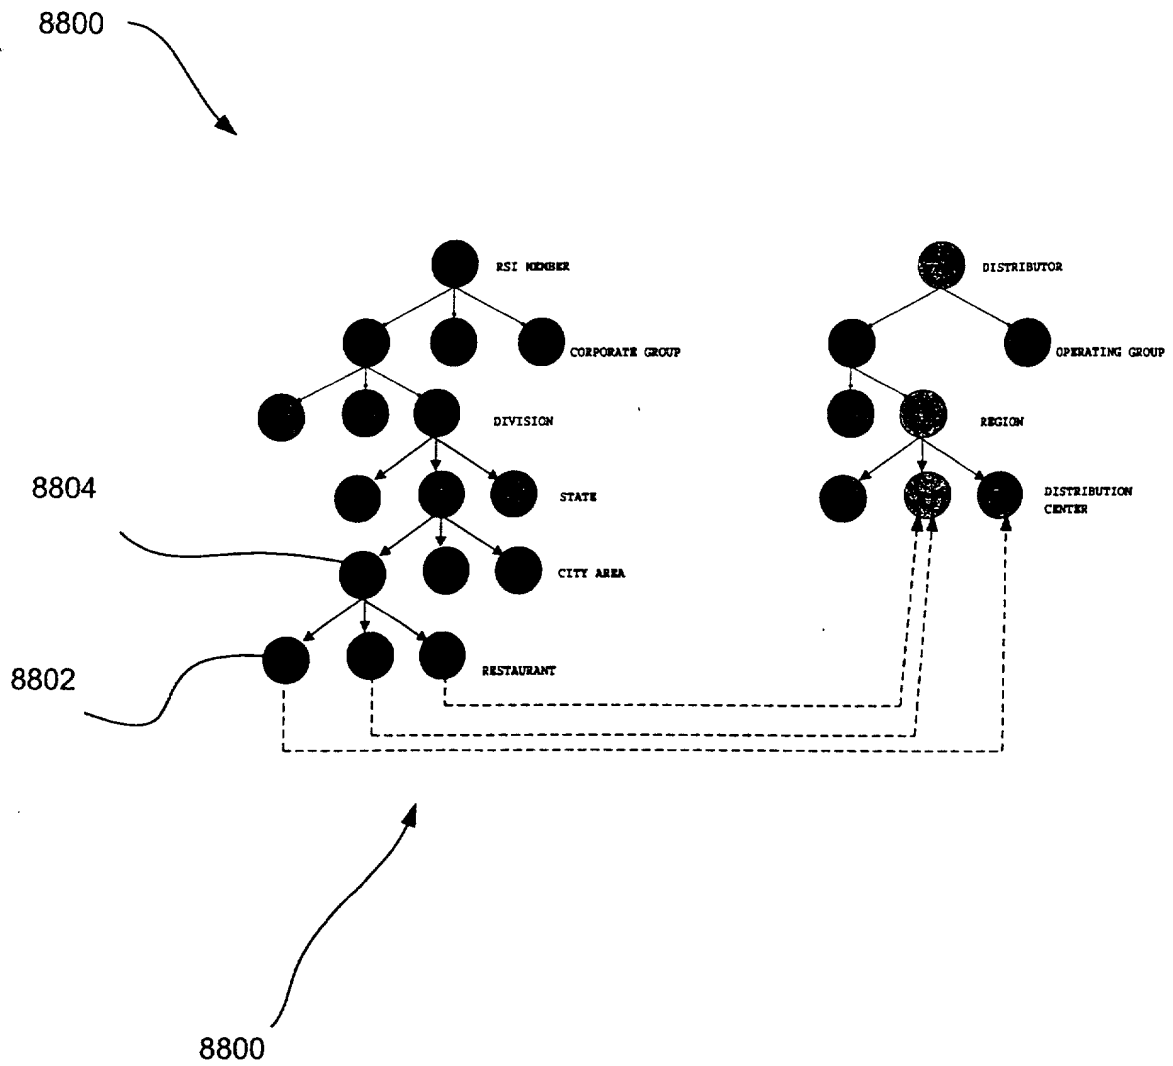 8800
RSI MEMBER
DISTRIBUTOR
CORPORATE GROUP
OPERATING GROUP
DIVISION
REGION
8804
STATE
DISTRIBUTION
CENTER
CITY AREA
8802
RESTAURANT
8800